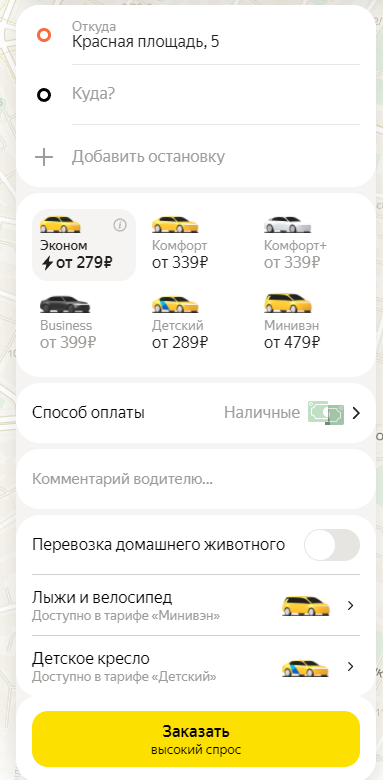 Откуда
Красная площадь, 5
Куда?
Добавить остановку
Эконом
от 279₽
Комфорт
от 339₽
Комфорт+
от 339₽
Business
от 399₽
Детский
от 289₽
Минивэн
от 479₽
Способ оплаты
Наличные
Комментарий водителю...
Перевозка домашнего животного
Лыжи и велосипед
Доступно в тарифе «Минивэн»
Детское кресло
Доступно в тарифе «Детский»
Заказать
высокий спрос